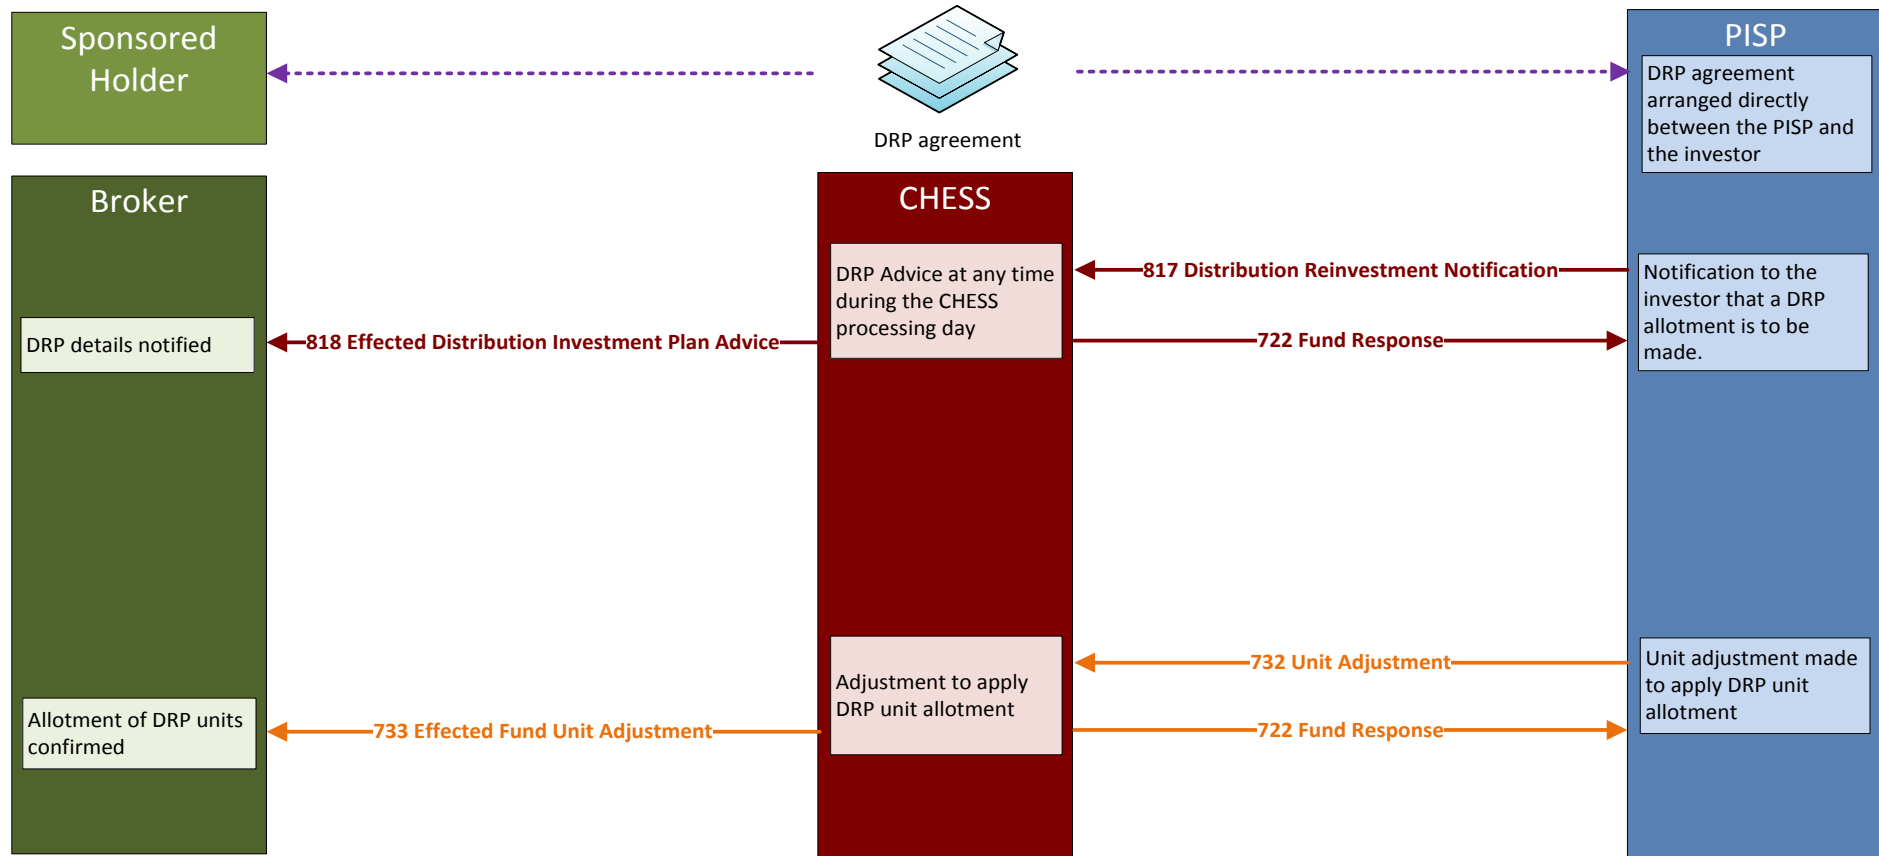 Sponsored
Holder
DRP agreement
PISP
DRP agreement
arranged directly
between the PISP and
the investor
Broker
CHESS
DRP Advice at any time
during the CHESS
processing day
817 Distribution Reinvestment Notification
Notification to the
investor that a DRP
allotment is to be
made.
DRP details notified
818 Effected Distribution Investment Plan Advice
722 Fund Response
732 Unit Adjustment
Unit adjustment made
to apply DRP unit
allotment
Adjustment to apply
DRP unit allotment
Allotment of DRP units
confirmed
733 Effected Fund Unit Adjustment
722 Fund Response